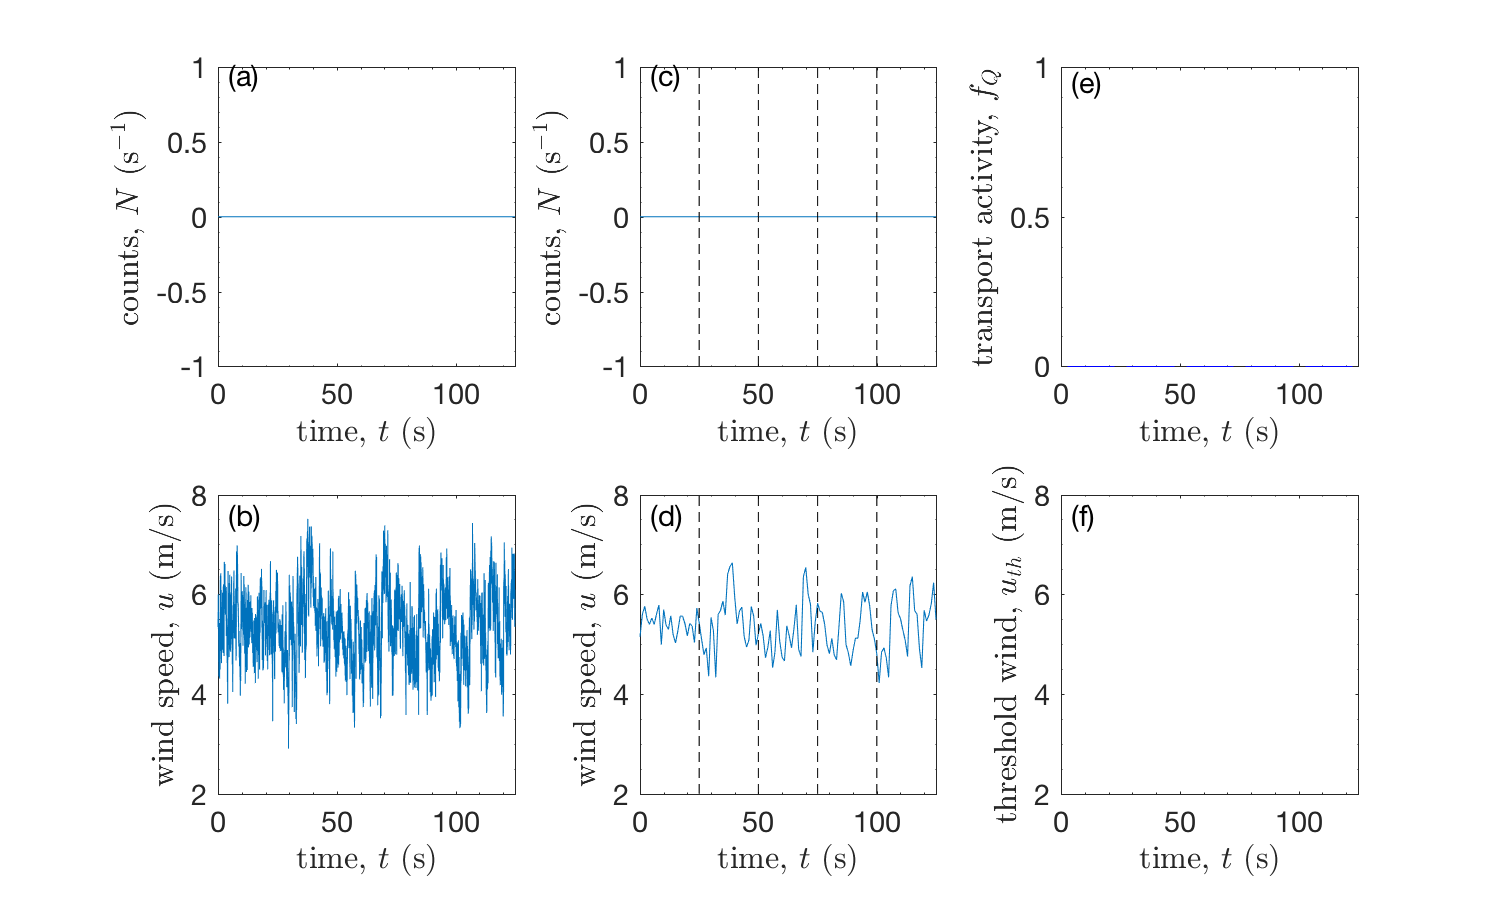 (a)
counts, N (s⁻¹)
1
0.5
0
-0.5
-1
0 50 100
time, t (s)
(c)
counts, N (s⁻¹)
1
0.5
0
-0.5
-1
0 50 100
time, t (s)
(e)
transport activity, f_Q
1
0.5
0
0 50 100
time, t (s)
(b)
wind speed, u (m/s)
8
6
4
2
0 50 100
time, t (s)
(d)
wind speed, u (m/s)
8
6
4
2
0 50 100
time, t (s)
(f)
threshold wind, u_th (m/s)
8
6
4
2
0 50 100
time, t (s)